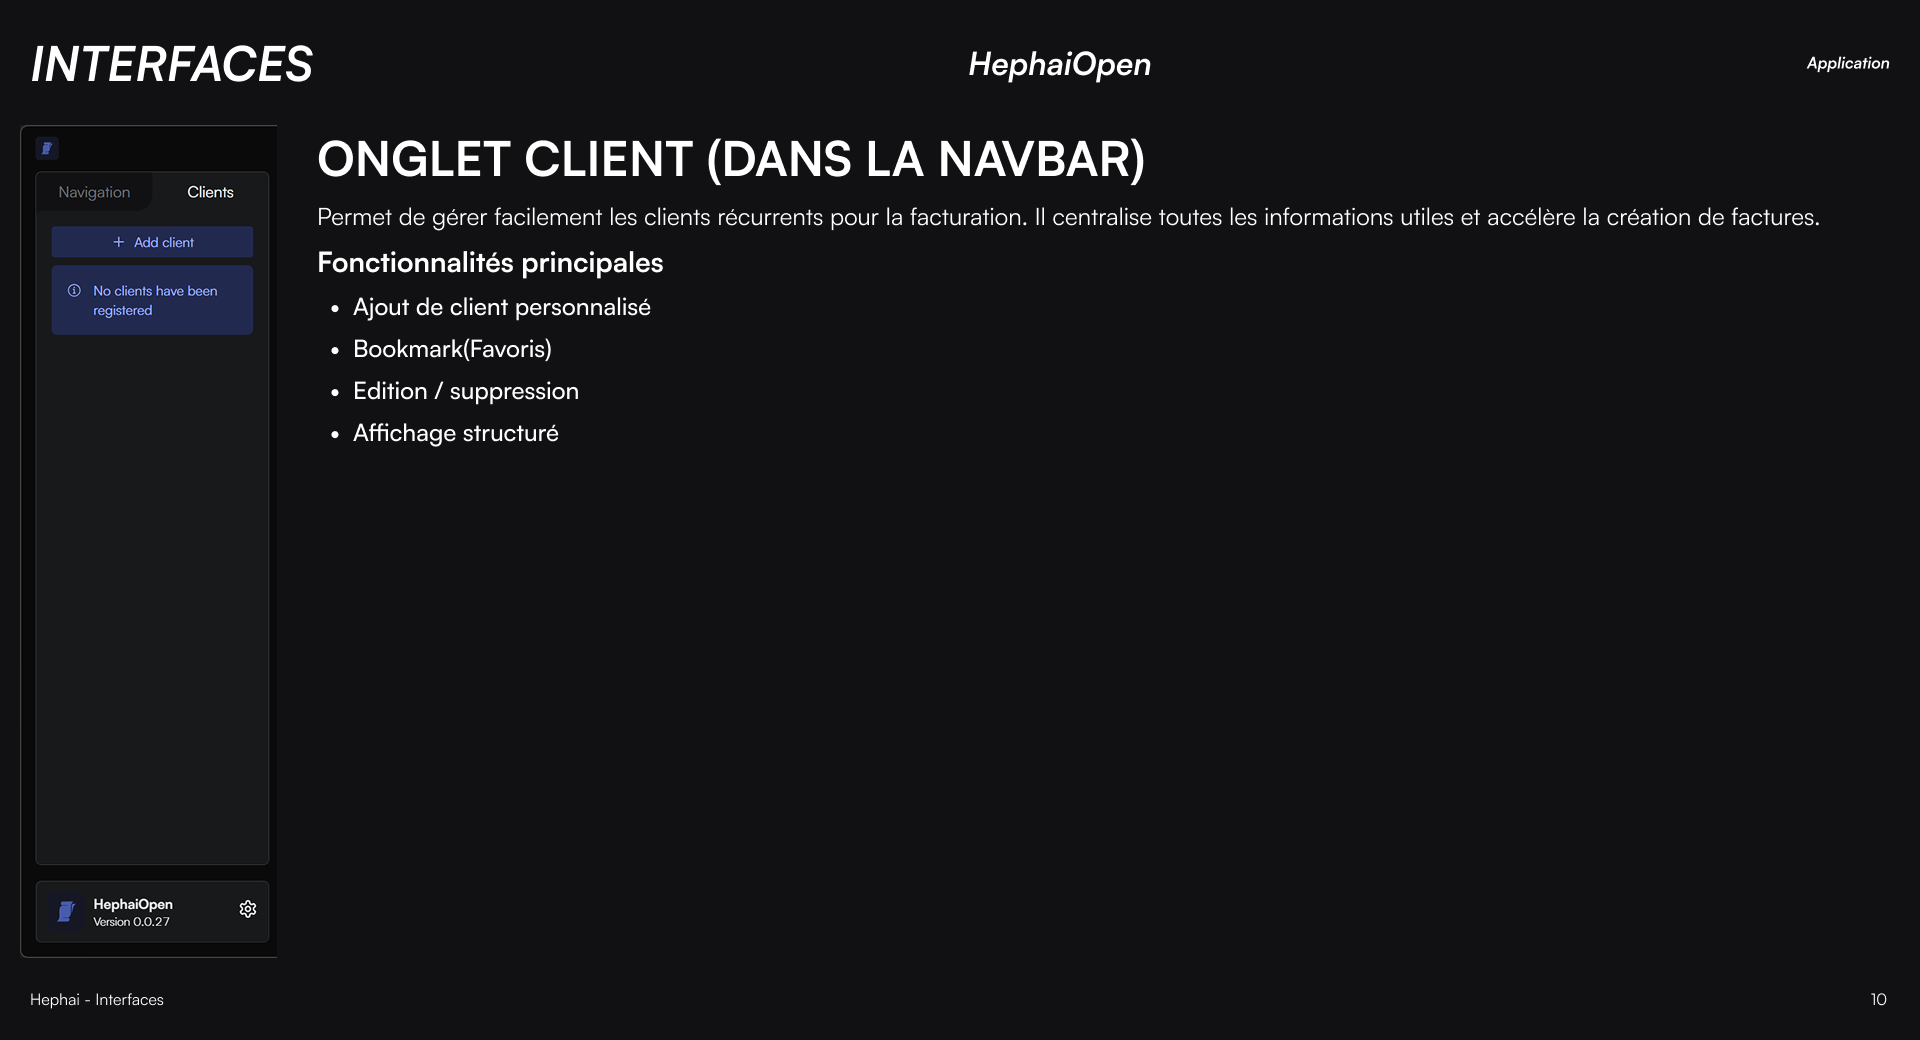 INTERFACES
HephaiOpen
Application
Navigation
Clients
+ Add client
No clients have been
registered
HephaiOpen
Version 0.0.27
ONGLET CLIENT (DANS LA NAVBAR)
Permet de gérer facilement les clients récurrents pour la facturation. Il centralise toutes les informations utiles et accélère la création de factures.
Fonctionnalités principales
• Ajout de client personnalisé
• Bookmark(Favoris)
• Edition / suppression
• Affichage structuré
Hephai - Interfaces
10